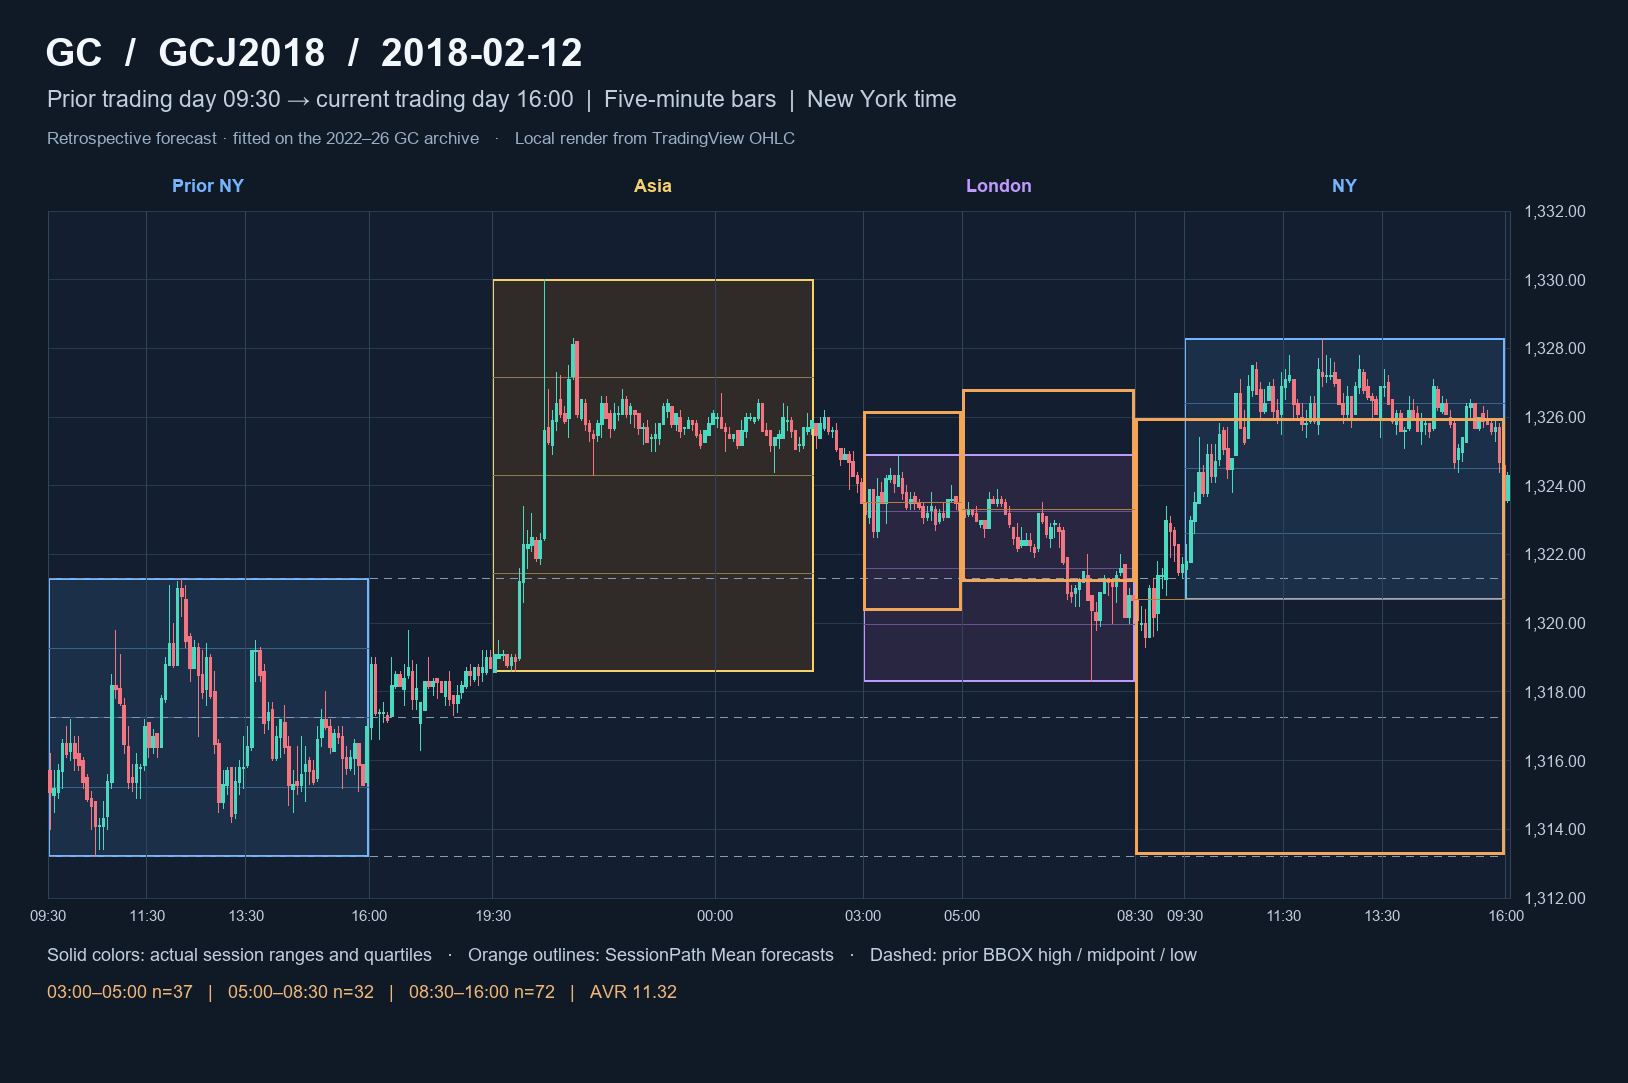 GC / GCJ2018 / 2018-02-12
Prior trading day 09:30 → current trading day 16:00 | Five-minute bars | New York time
Retrospective forecast · fitted on the 2022–26 GC archive · Local render from TradingView OHLC
Prior NY Asia London NY
1,332.00
1,330.00
1,328.00
1,326.00
1,324.00
1,322.00
1,320.00
1,318.00
1,316.00
1,314.00
1,312.00
09:30 11:30 13:30 16:00 19:30 00:00 03:00 05:00 08:30 09:30 11:30 13:30 16:00
Solid colors: actual session ranges and quartiles · Orange outlines: SessionPath Mean forecasts · Dashed: prior BBOX high / midpoint / low
03:00–05:00 n=37 | 05:00–08:30 n=32 | 08:30–16:00 n=72 | AVR 11.32